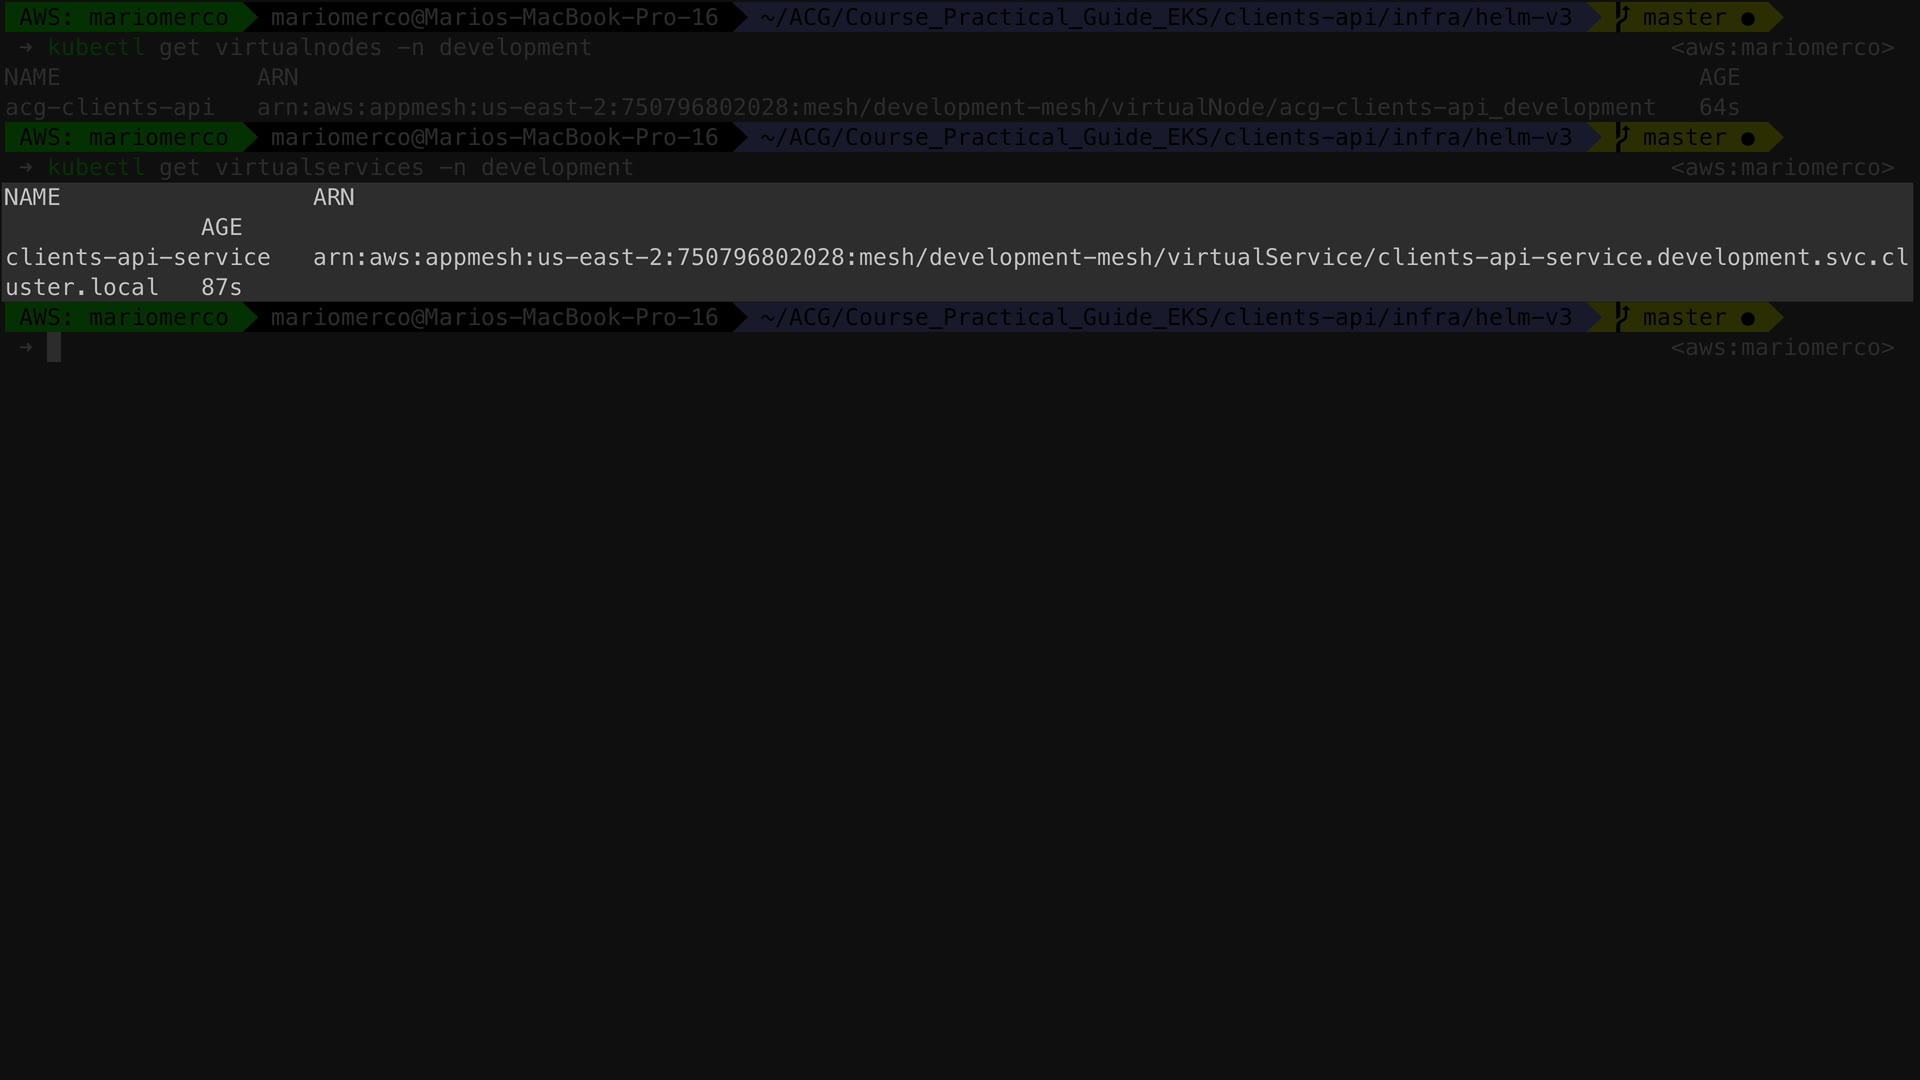 AWS: mariomerco mariomerco@Marios-MacBook-Pro-16 ~/ACG/Course_Practical_Guide_EKS/clients-api/infra/helm-v3 master ●
→ kubectl get virtualnodes -n development <aws:mariomerco>
NAME ARN AGE
acg-clients-api arn:aws:appmesh:us-east-2:750796802028:mesh/development-mesh/virtualNode/acg-clients-api_development 64s
AWS: mariomerco mariomerco@Marios-MacBook-Pro-16 ~/ACG/Course_Practical_Guide_EKS/clients-api/infra/helm-v3 master ●
→ kubectl get virtualservices -n development <aws:mariomerco>
NAME ARN
AGE
clients-api-service arn:aws:appmesh:us-east-2:750796802028:mesh/development-mesh/virtualService/clients-api-service.development.svc.cl
uster.local 87s
AWS: mariomerco mariomerco@Marios-MacBook-Pro-16 ~/ACG/Course_Practical_Guide_EKS/clients-api/infra/helm-v3 master ●
→ <aws:mariomerco>